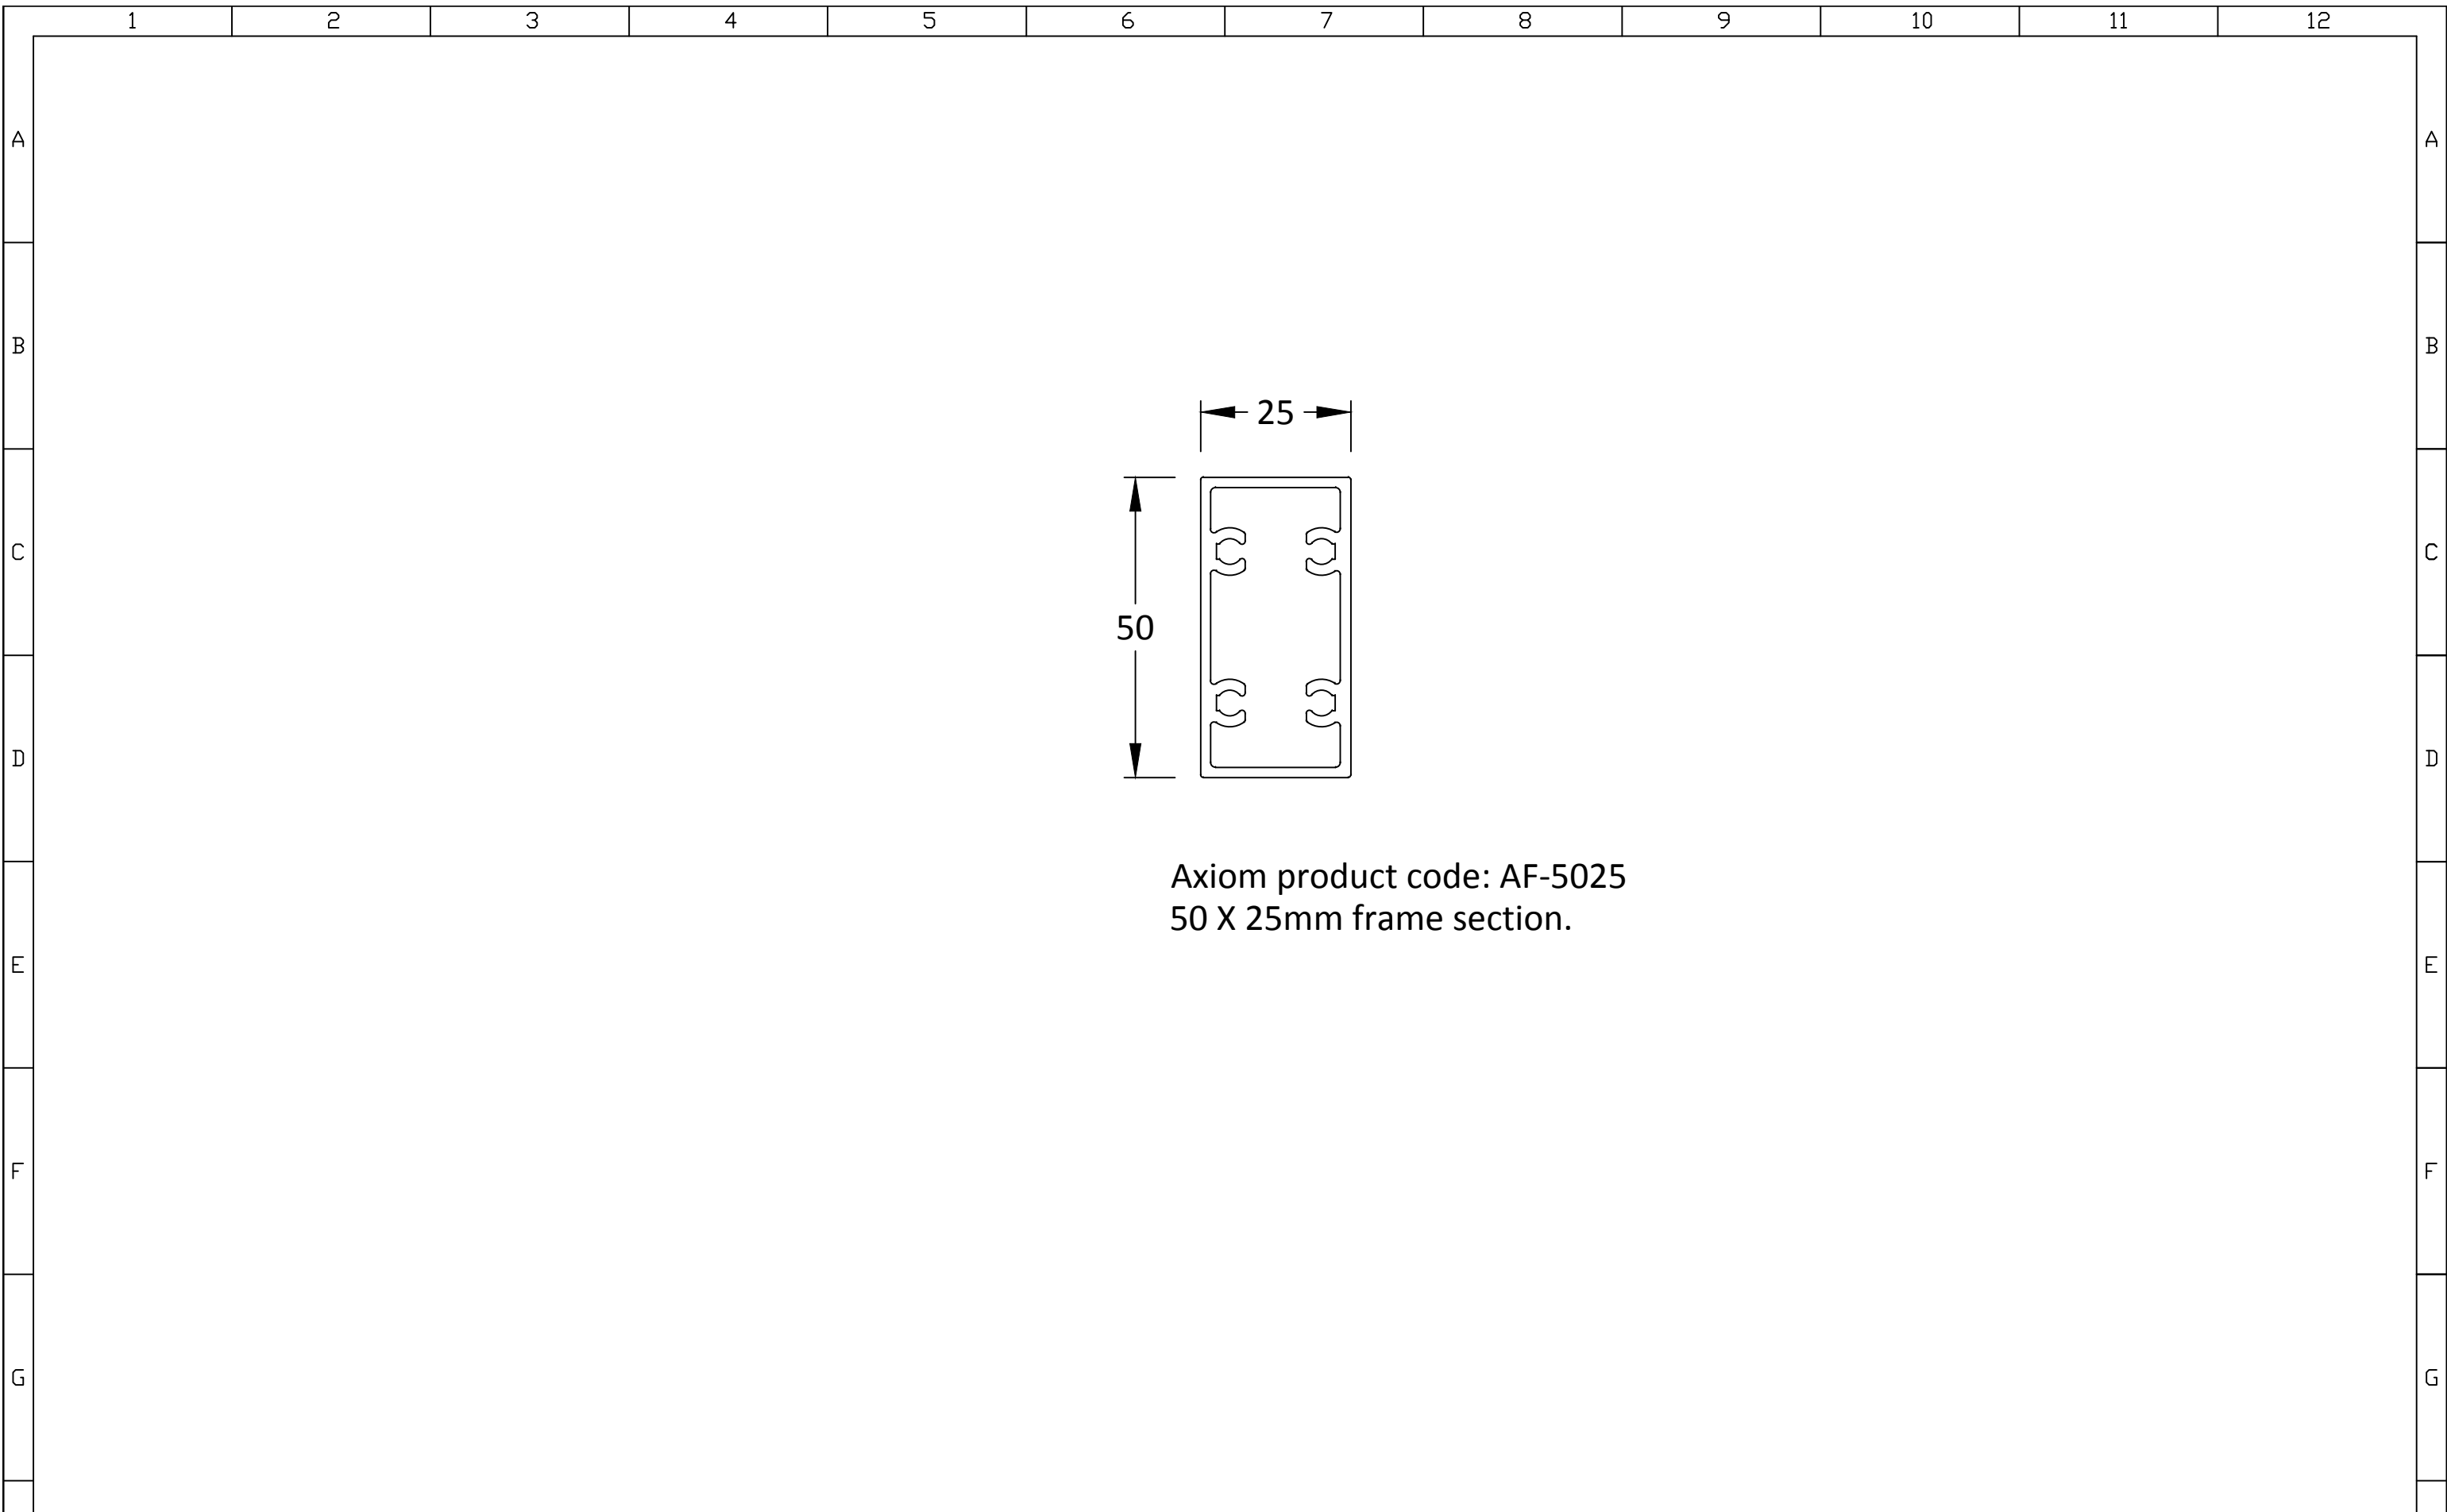 1 2 3 4 5 6 7 8 9 10 11 12
A A
B B
25
C C
50
D D
Axiom product code: AF-5025
50 X 25mm frame section.
E E
F F
G G